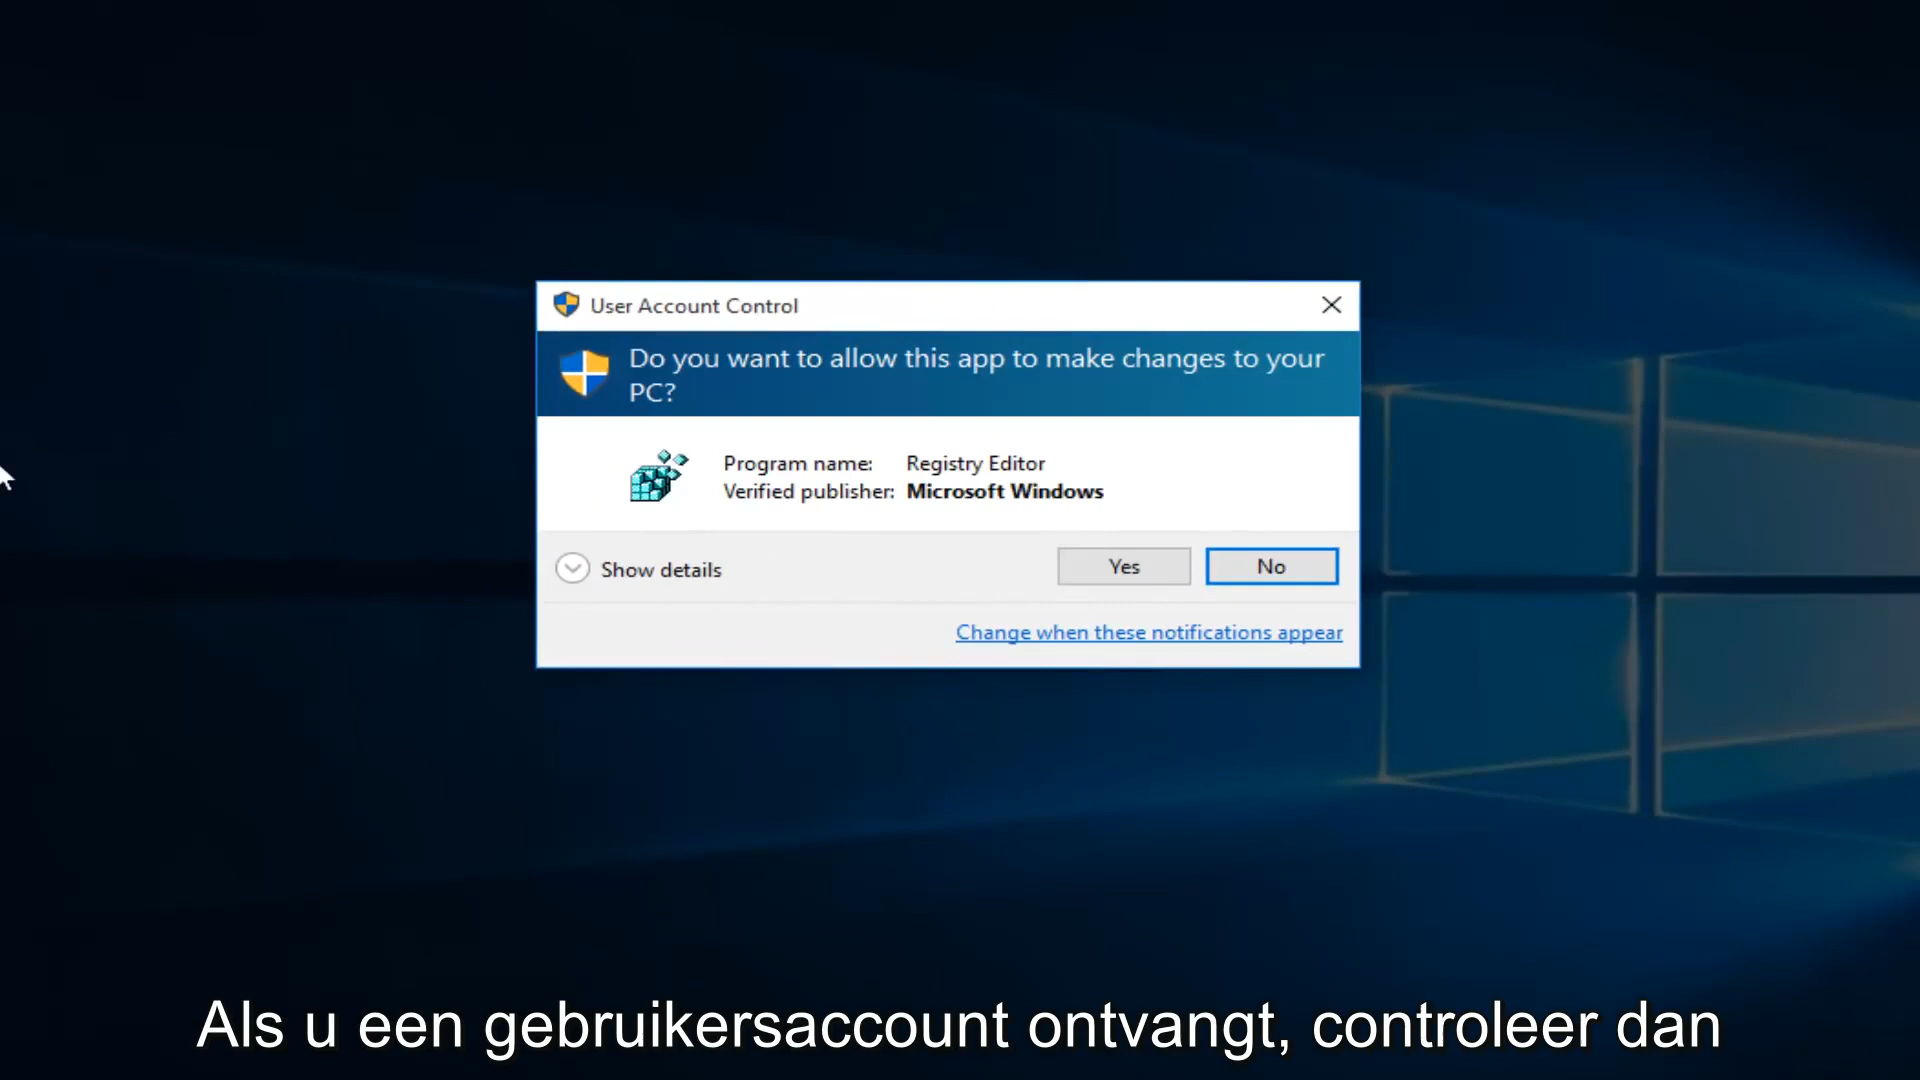 User Account Control
Do you want to allow this app to make changes to your
PC?
Program name: Registry Editor
Verified publisher: Microsoft Windows
Show details
Yes
No
Change when these notifications appear
Als u een gebruikersaccount ontvangt, controleer dan